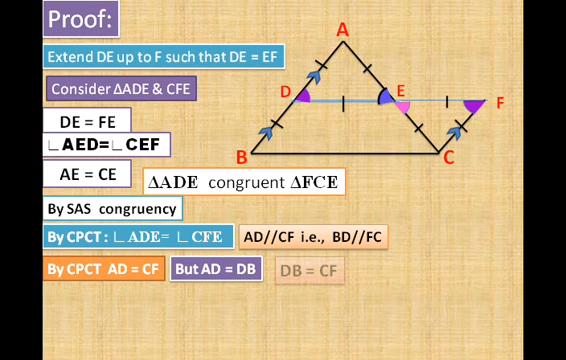 Proof:
Extend DE up to F such that DE = EF
Consider ΔADE & CFE
DE = FE
∟AED=∟CEF
AE = CE
ΔADE congruent ΔFCE
By SAS congruency
By CPCT : ∟ADE= ∟CFE
AD//CF i.e., BD//FC
By CPCT AD = CF
But AD = DB
DB = CF
A
D
E
F
B
C